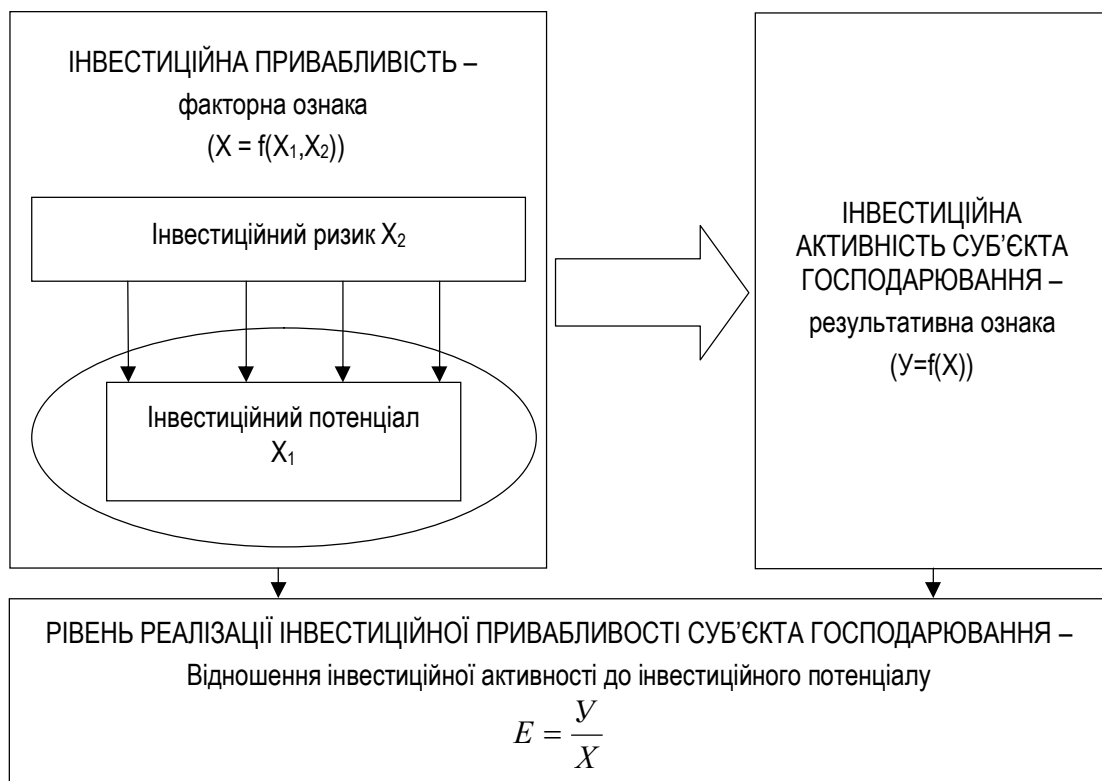 ІНВЕСТИЦІЙНА ПРИВАБЛИВІСТЬ –
факторна ознака
(X = f(X₁,X₂))
Інвестиційний ризик X₂
Інвестиційний потенціал
X₁
ІНВЕСТИЦІЙНА
АКТИВНІСТЬ СУБ’ЄКТА
ГОСПОДАРЮВАННЯ –
результативна ознака
(У=f(X))
РІВЕНЬ РЕАЛІЗАЦІЇ ІНВЕСТИЦІЙНОЇ ПРИВАБЛИВОСТІ СУБ’ЄКТА ГОСПОДАРЮВАННЯ –
Відношення інвестиційної активності до інвестиційного потенціалу
E = У/X